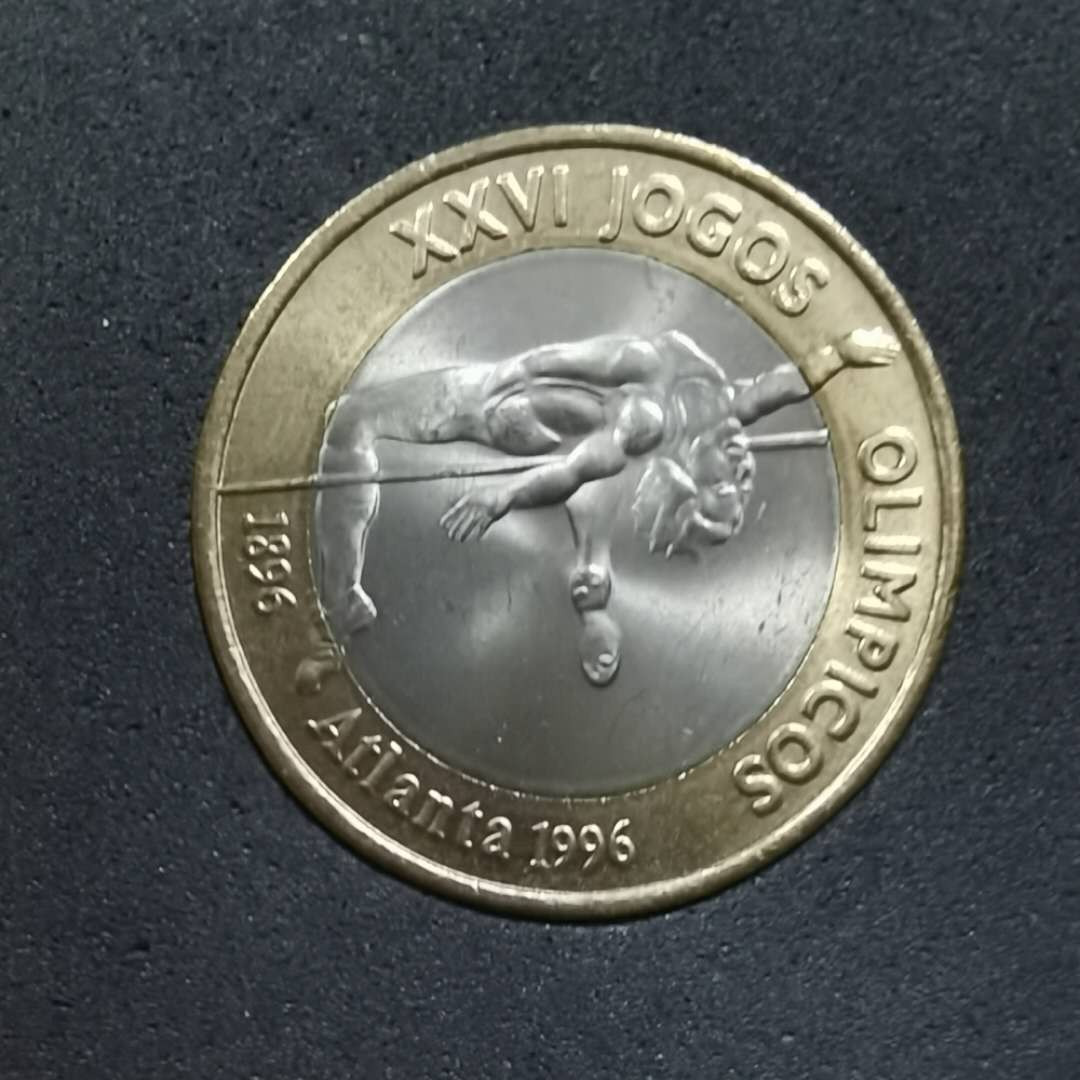 XXVI JOGOS OLIMPICOS
1896 Atlanta 1996